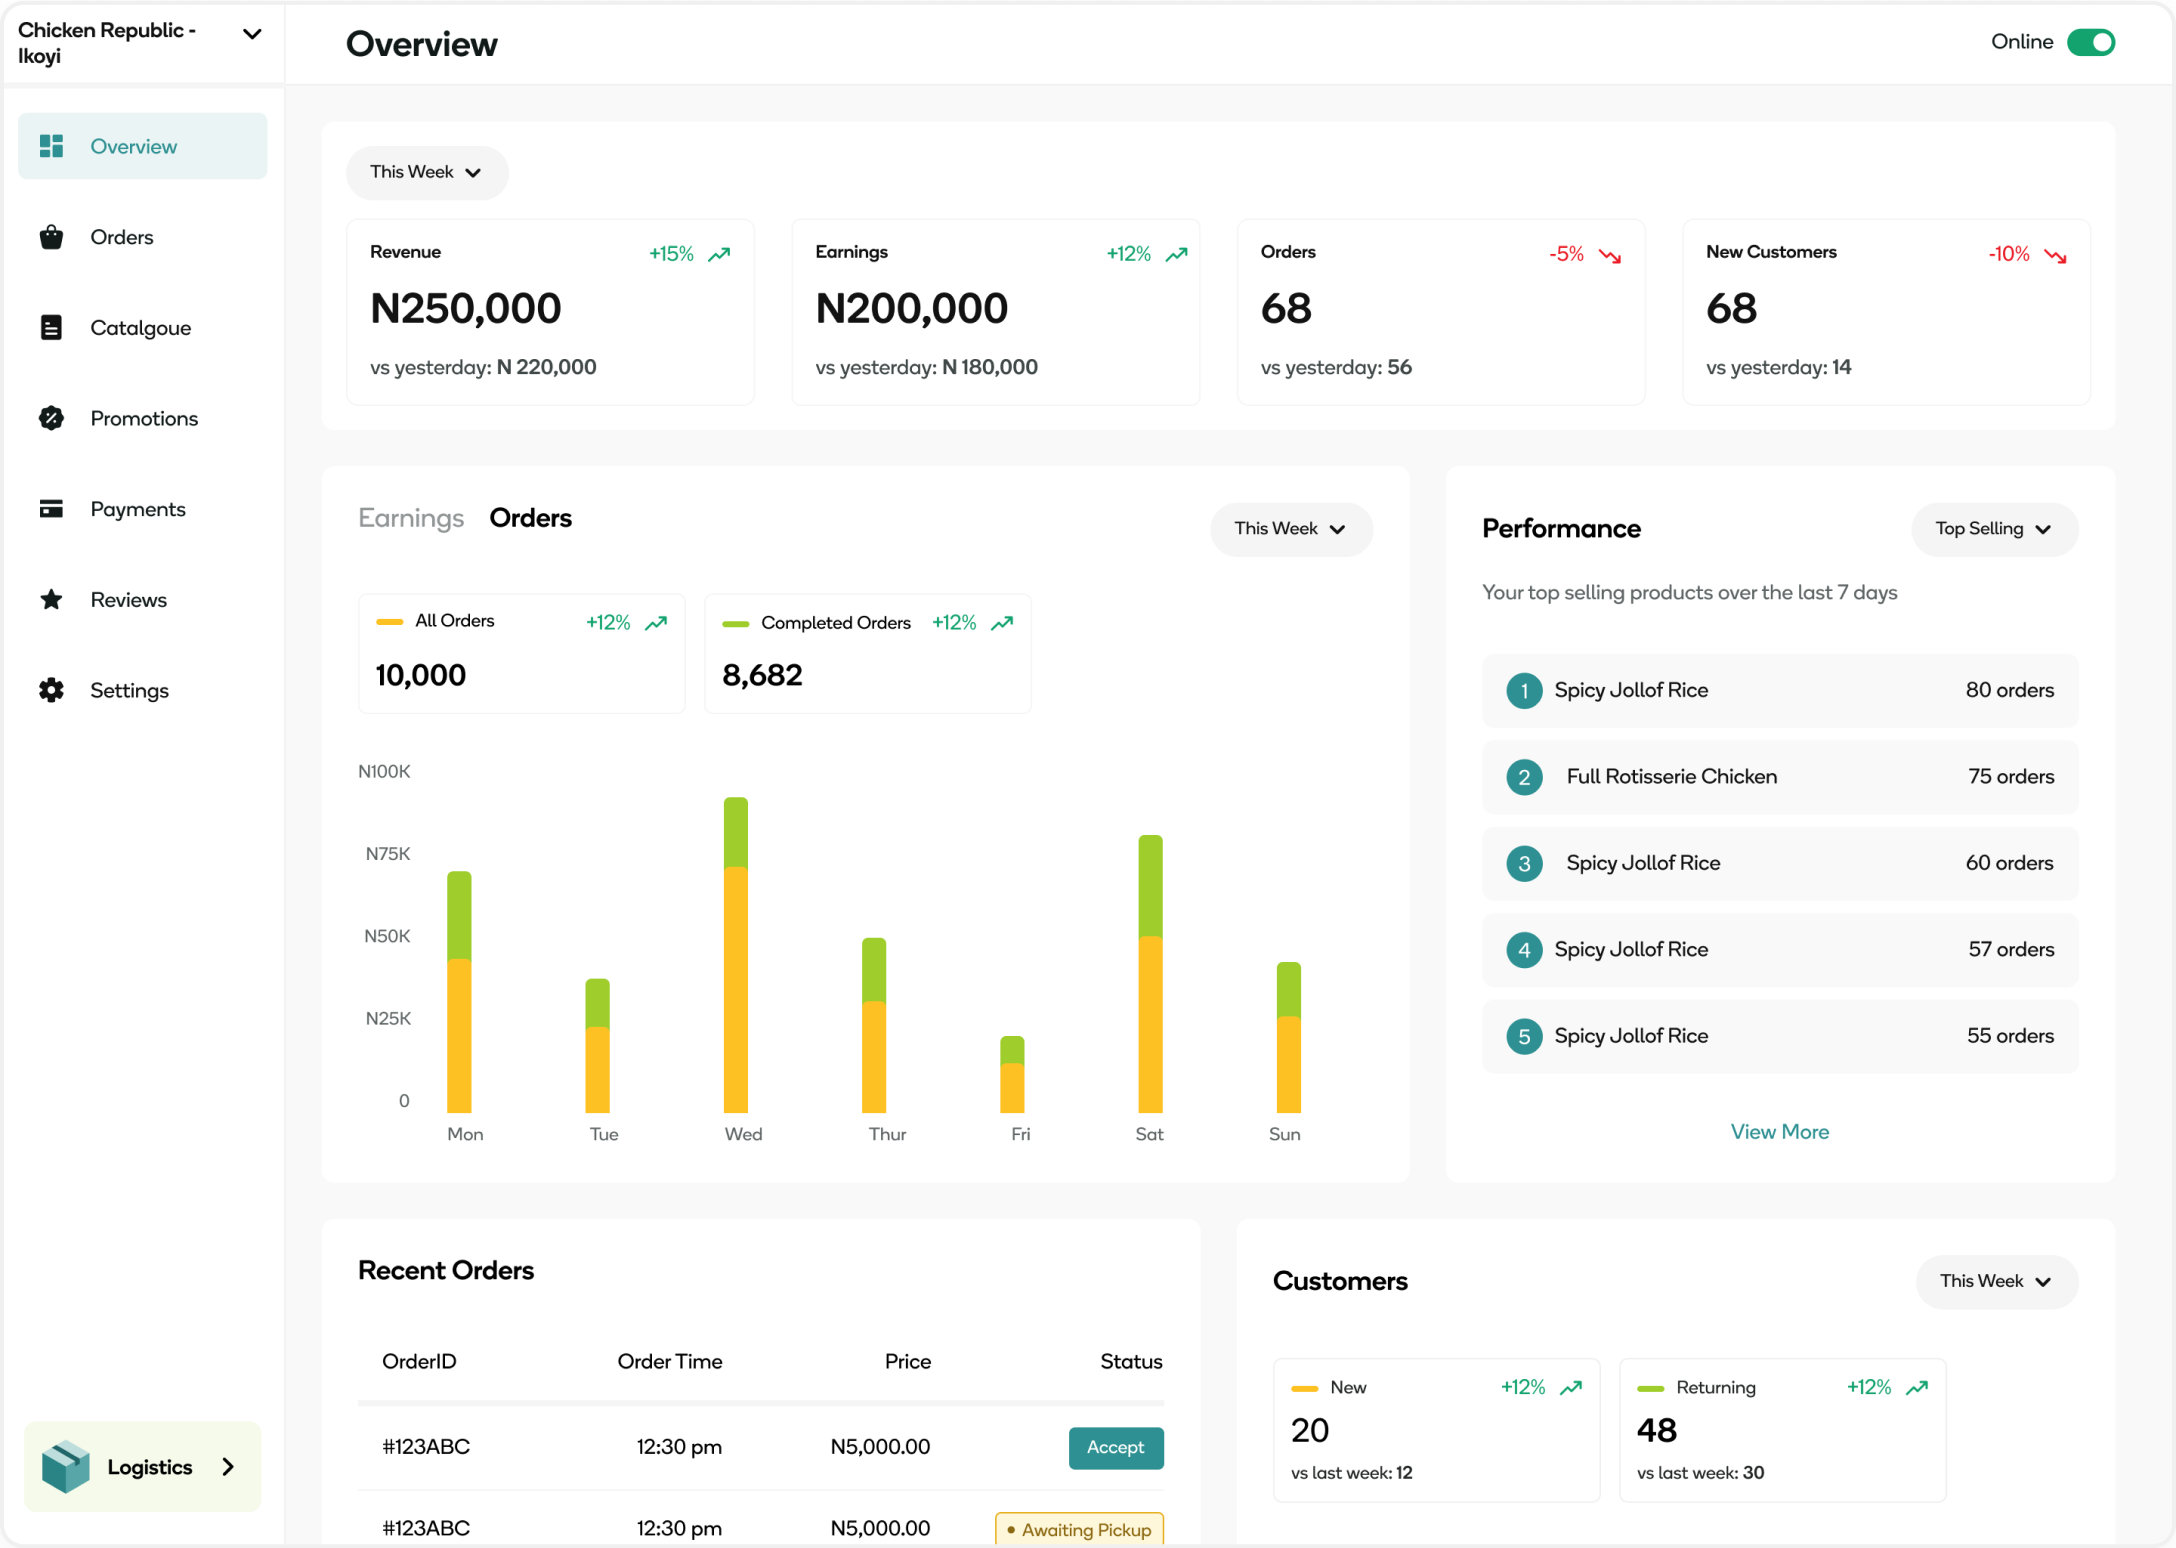 Chicken Republic -
Ikoyi
Overview
Online
Overview
Orders
Catalgoue
Promotions
Payments
Reviews
Settings
Logistics
This Week
Revenue +15%
N250,000
vs yesterday: N 220,000
Earnings +12%
N200,000
vs yesterday: N 180,000
Orders -5%
68
vs yesterday: 56
New Customers -10%
68
vs yesterday: 14
Earnings Orders This Week
All Orders +12%
10,000
Completed Orders +12%
8,682
N100K
N75K
N50K
N25K
0
Mon Tue Wed Thur Fri Sat Sun
Performance Top Selling
Your top selling products over the last 7 days
1 Spicy Jollof Rice 80 orders
2 Full Rotisserie Chicken 75 orders
3 Spicy Jollof Rice 60 orders
4 Spicy Jollof Rice 57 orders
5 Spicy Jollof Rice 55 orders
View More
Recent Orders
OrderID Order Time Price Status
#123ABC 12:30 pm N5,000.00 Accept
#123ABC 12:30 pm N5,000.00 Awaiting Pickup
Customers This Week
New +12%
20
vs last week: 12
Returning +12%
48
vs last week: 30